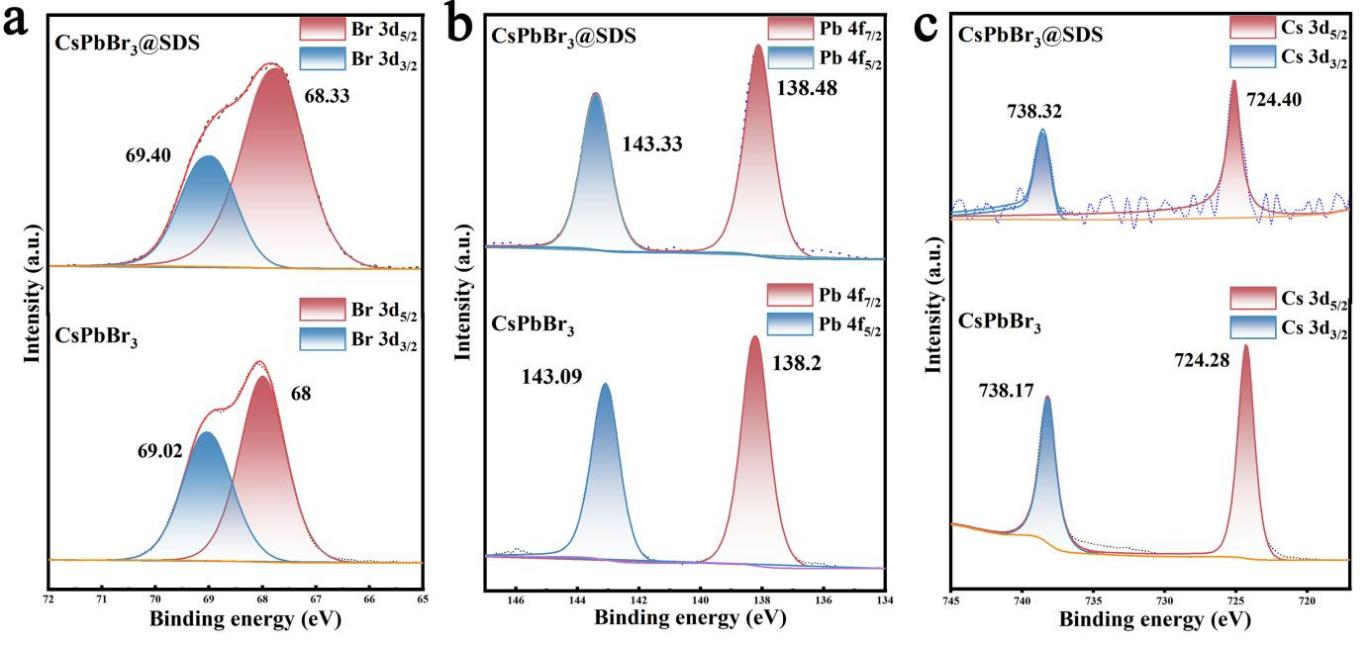 a
CsPbBr3@SDS
Br 3d5/2
Br 3d3/2
68.33
69.40
CsPbBr3
Br 3d5/2
Br 3d3/2
68
69.02
Intensity (a.u.)
72 71 70 69 68 67 66 65
Binding energy (eV)
b
CsPbBr3@SDS
Pb 4f7/2
Pb 4f5/2
138.48
143.33
CsPbBr3
Pb 4f7/2
Pb 4f5/2
138.2
143.09
Intensity (a.u.)
146 144 142 140 138 136 134
Binding energy (eV)
c
CsPbBr3@SDS
Cs 3d5/2
Cs 3d3/2
724.40
738.32
CsPbBr3
Cs 3d5/2
Cs 3d3/2
724.28
738.17
Intensity (a.u.)
745 740 735 730 725 720
Binding energy (eV)